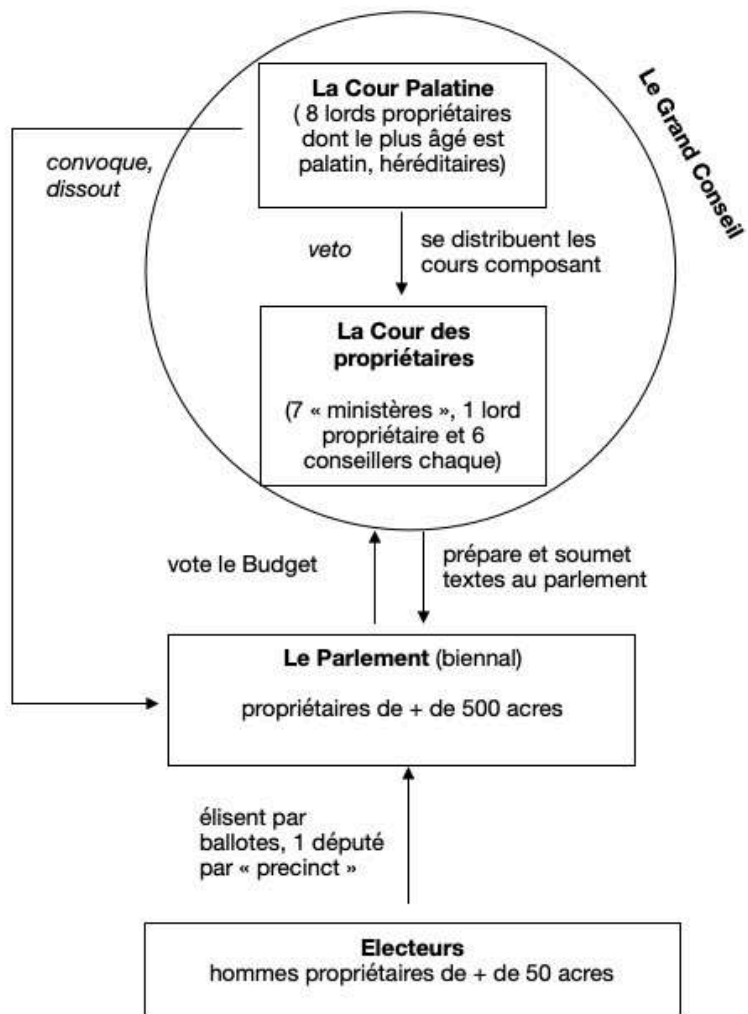 La Cour Palatine
( 8 lords propriétaires
dont le plus âgé est
palatin, héréditaires)
Le Grand Conseil
convoque,
dissout
veto
se distribuent les
cours composant
La Cour des
propriétaires
(7 « ministères », 1 lord
propriétaire et 6
conseillers chaque)
vote le Budget
prépare et soumet
textes au parlement
Le Parlement (biennal)
propriétaires de + de 500 acres
élisent par
ballotes, 1 député
par « precinct »
Electeurs
hommes propriétaires de + de 50 acres